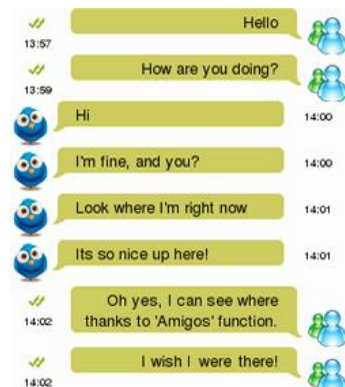 Hello
13:57
How are you doing?
13:59
Hi
14:00
I'm fine, and you?
14:00
Look where I'm right now
14:01
Its so nice up here!
14:01
Oh yes, I can see where
thanks to 'Amigos' function.
14:02
I wish I were there!
14:02